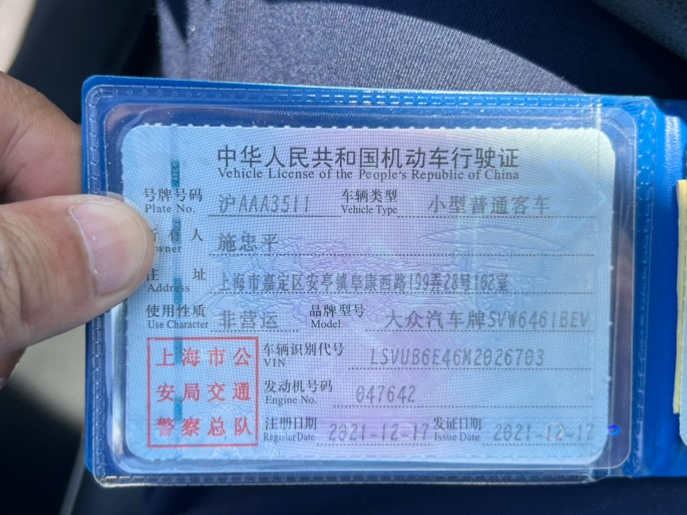 中华人民共和国机动车行驶证
Vehicle License of the People's Republic of China
号牌号码 沪AAA3511 车辆类型 小型普通客车
Plate No. Vehicle Type
所有人 施忠平
Owner
住址 上海市嘉定区安亭镇阜康西路199弄28号102室
Address
使用性质 非营运 品牌型号 大众汽车牌SVW6461BEV
Use Character Model
上海市公
安局交通
警察总队
车辆识别代号 LSVUB6E46M2026703
VIN
发动机号码 047642
Engine No.
注册日期 2021-12-17 发证日期 2021-12-17
Register Date Issue Date